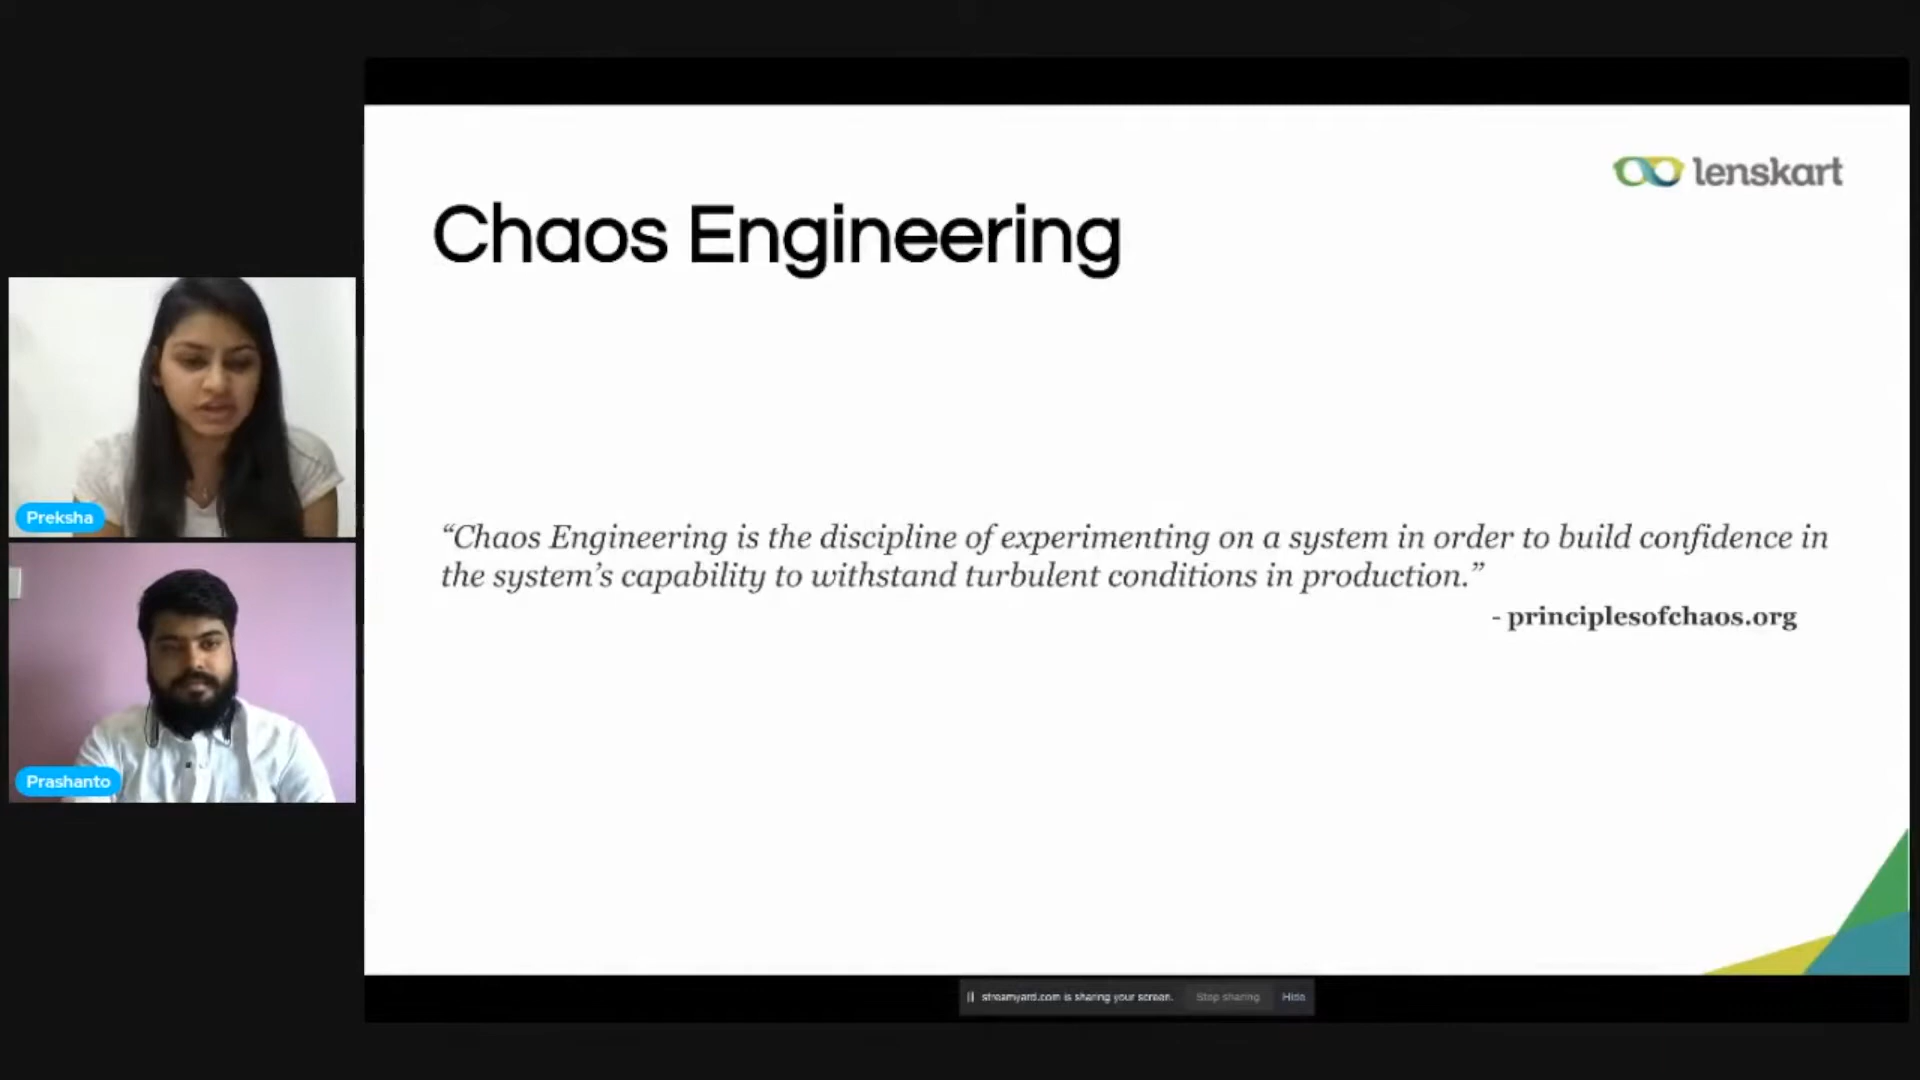 lenskart
Chaos Engineering
“Chaos Engineering is the discipline of experimenting on a system in order to build confidence in
the system’s capability to withstand turbulent conditions in production.”
- principlesofchaos.org
Preksha
Prashanto
streamyard.com is sharing your screen. Stop sharing Hide